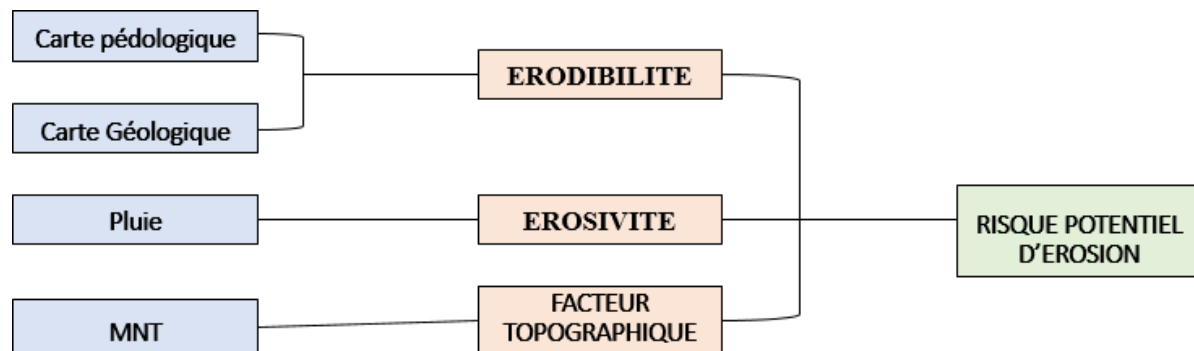 Carte pédologique
Carte Géologique
Pluie
MNT
ERODIBILITE
EROSIVITE
FACTEUR
TOPOGRAPHIQUE
RISQUE POTENTIEL
D'EROSION